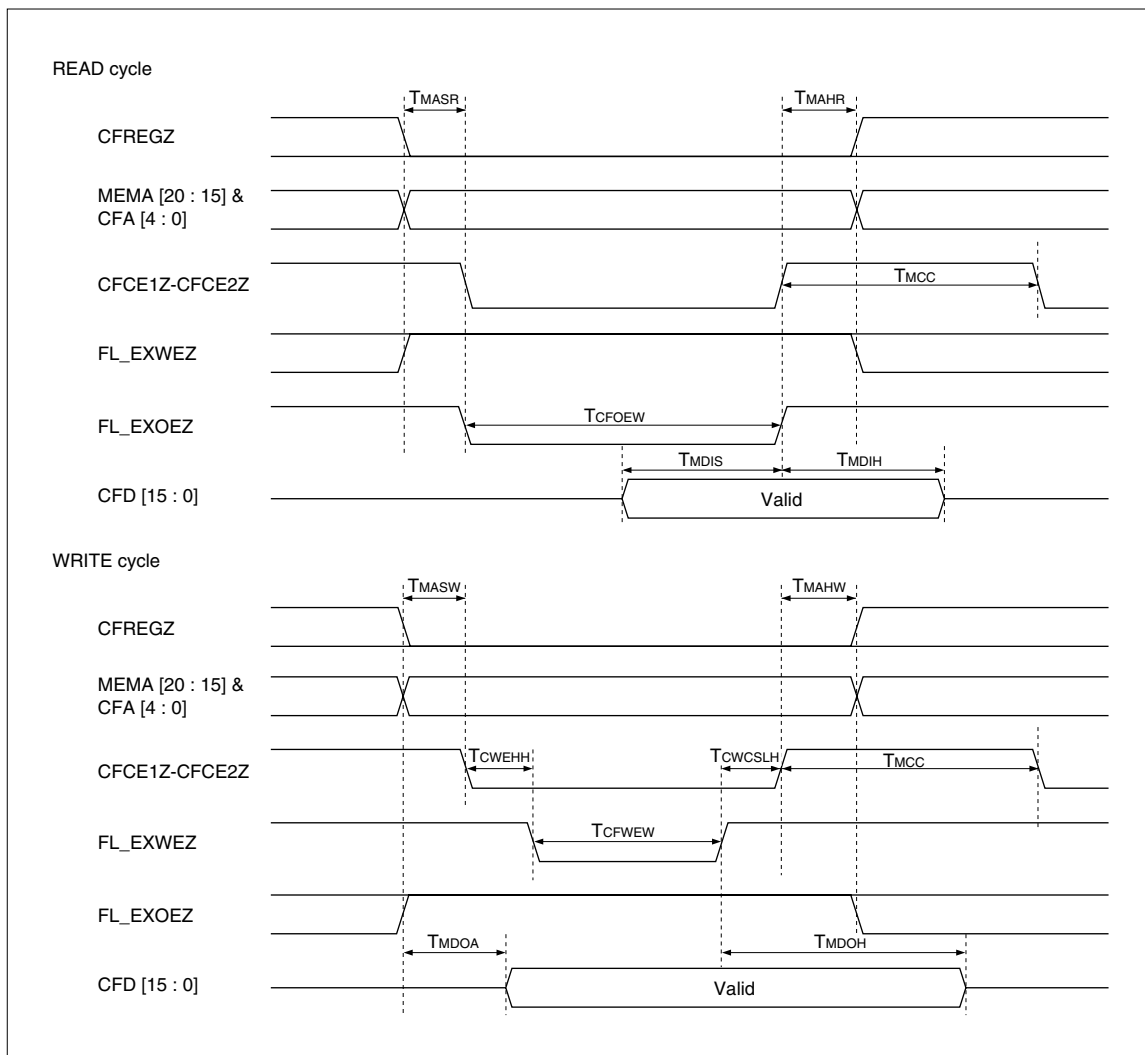 READ cycle
TMASR
TMAHR
CFREGZ
MEMA [20 : 15] &
CFA [4 : 0]
CFCE1Z-CFCE2Z
TMCC
FL_EXWEZ
FL_EXOEZ
TCFOEW
TMDIS
TMDIH
CFD [15 : 0]
Valid
WRITE cycle
TMASW
TMAHW
CFREGZ
MEMA [20 : 15] &
CFA [4 : 0]
CFCE1Z-CFCE2Z
TCWEHH
TCWCSLH
TMCC
FL_EXWEZ
TCFWEW
FL_EXOEZ
TMDOA
TMDOH
CFD [15 : 0]
Valid